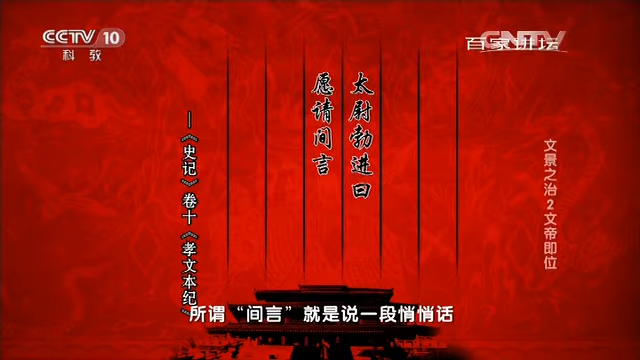 CCTV 10
科教
百家讲坛
CNTV
太尉勃进曰
愿请间言
—《史记》卷十《孝文本纪》
文景之治2文帝即位
所谓“间言”就是说一段悄悄话